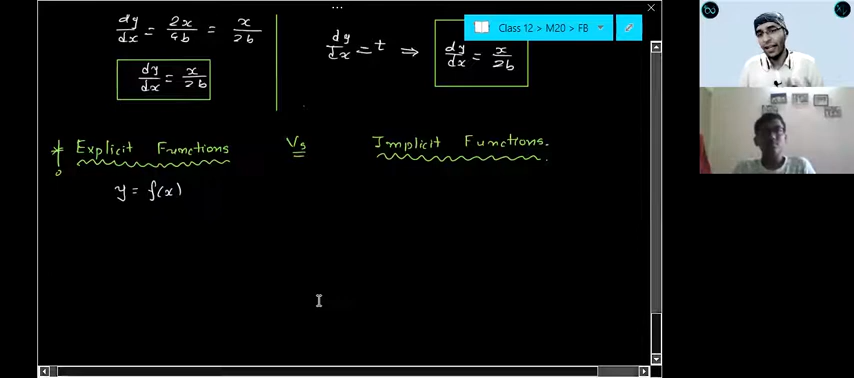 ...
Class 12 > M20 > FB
dy/dx = 2x/4b = x/2b
dy/dx = t ⇒ dy/dx = x/2b
dy/dx = x/2b
* Explicit Functions Vs Implicit Functions.
y = f(x)